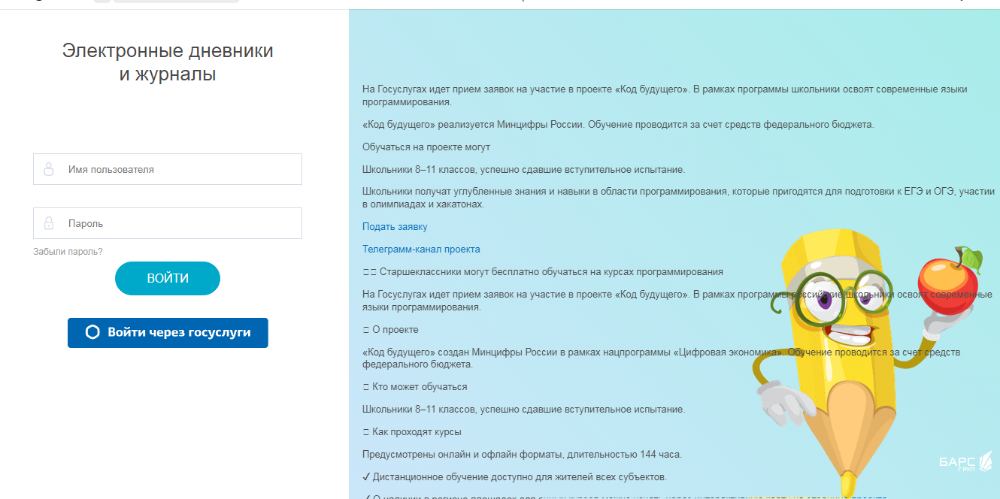 Электронные дневники
и журналы
Имя пользователя
Пароль
Забыли пароль?
ВОЙТИ
Войти через госуслуги
На Госуслугах идет прием заявок на участие в проекте «Код будущего». В рамках программы школьники освоят современные языки
программирования.
«Код будущего» реализуется Минцифры России. Обучение проводится за счет средств федерального бюджета.
Обучаться на проекте могут
Школьники 8–11 классов, успешно сдавшие вступительное испытание.
Школьники получат углубленные знания и навыки в области программирования, которые пригодятся для подготовки к ЕГЭ и ОГЭ, участии
в олимпиадах и хакатонах.
Подать заявку
Телеграмм-канал проекта
Старшеклассники могут бесплатно обучаться на курсах программирования
На Госуслугах идет прием заявок на участие в проекте «Код будущего». В рамках программы российские школьники освоят современные
языки программирования.
О проекте
«Код будущего» создан Минцифры России в рамках нацпрограммы «Цифровая экономика». Обучение проводится за счет средств
федерального бюджета.
Кто может обучаться
Школьники 8–11 классов, успешно сдавшие вступительное испытание.
Как проходят курсы
Предусмотрены онлайн и офлайн форматы, длительностью 144 часа.
✓ Дистанционное обучение доступно для жителей всех субъектов.
БАРС
ГРУП